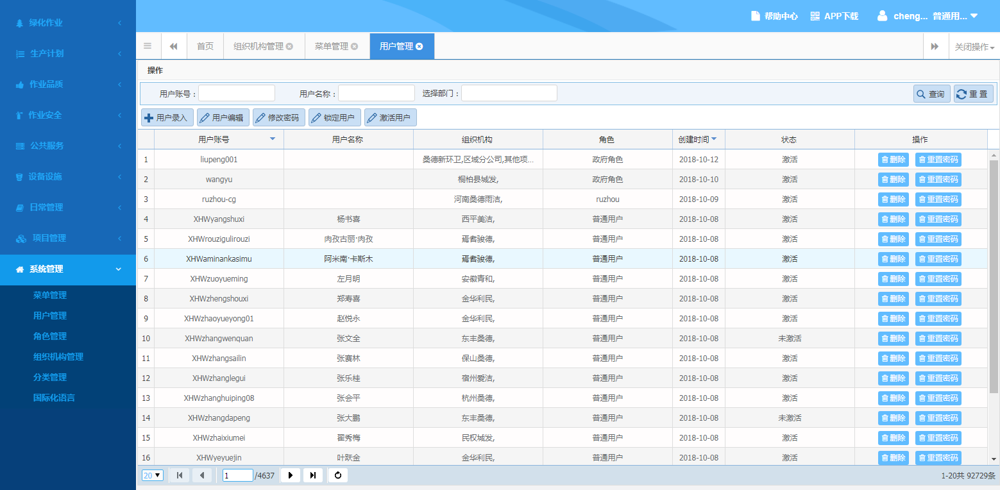 帮助中心 APP下载 cheng... 普通用...
绿化作业
生产计划
作业品质
作业安全
公共服务
设备设施
日常管理
项目管理
系统管理
菜单管理
用户管理
角色管理
组织机构管理
分类管理
国际化语言
首页 组织机构管理 菜单管理 用户管理 关闭操作
操作
用户账号： 用户名称： 选择部门： 查询 重 置
用户录入 用户编辑 修改密码 锁定用户 激活用户
用户账号 用户名称 组织机构 角色 创建时间 状态 操作
1 liupeng001 桑德新环卫,区域分公司,其他项... 政府角色 2018-10-12 激活 删除 重置密码
2 wangyu 桐柏县城发, 政府角色 2018-10-10 激活 删除 重置密码
3 ruzhou-cg 河南桑德雨洁, ruzhou 2018-10-09 激活 删除 重置密码
4 XHWyangshuxi 杨书喜 西平美洁, 普通用户 2018-10-08 激活 删除 重置密码
5 XHWrouzigulirouzi 肉孜古丽·肉孜 焉耆骏德, 普通用户 2018-10-08 激活 删除 重置密码
6 XHWaminankasimu 阿米南·卡斯木 焉耆骏德, 普通用户 2018-10-08 激活 删除 重置密码
7 XHWzuoyueming 左月明 安徽青和, 普通用户 2018-10-08 激活 删除 重置密码
8 XHWzhengshouxi 郑寿喜 金华利民, 普通用户 2018-10-08 激活 删除 重置密码
9 XHWzhaoyueyong01 赵悦永 金华利民, 普通用户 2018-10-08 激活 删除 重置密码
10 XHWzhangwenquan 张文全 东丰桑德, 普通用户 2018-10-08 未激活 删除 重置密码
11 XHWzhangsailin 张赛林 保山桑德, 普通用户 2018-10-08 激活 删除 重置密码
12 XHWzhanglegui 张乐桂 宿州爱洁, 普通用户 2018-10-08 激活 删除 重置密码
13 XHWzhanghuiping08 张会平 杭州桑德, 普通用户 2018-10-08 激活 删除 重置密码
14 XHWzhangdapeng 张大鹏 东丰桑德, 普通用户 2018-10-08 未激活 删除 重置密码
15 XHWzhaixiumei 翟秀梅 民权城发, 普通用户 2018-10-08 激活 删除 重置密码
16 XHWyeyuejin 叶跃金 金华利民, 普通用户 2018-10-08 激活 删除 重置密码
20 1 /4637 1-20共 92729条